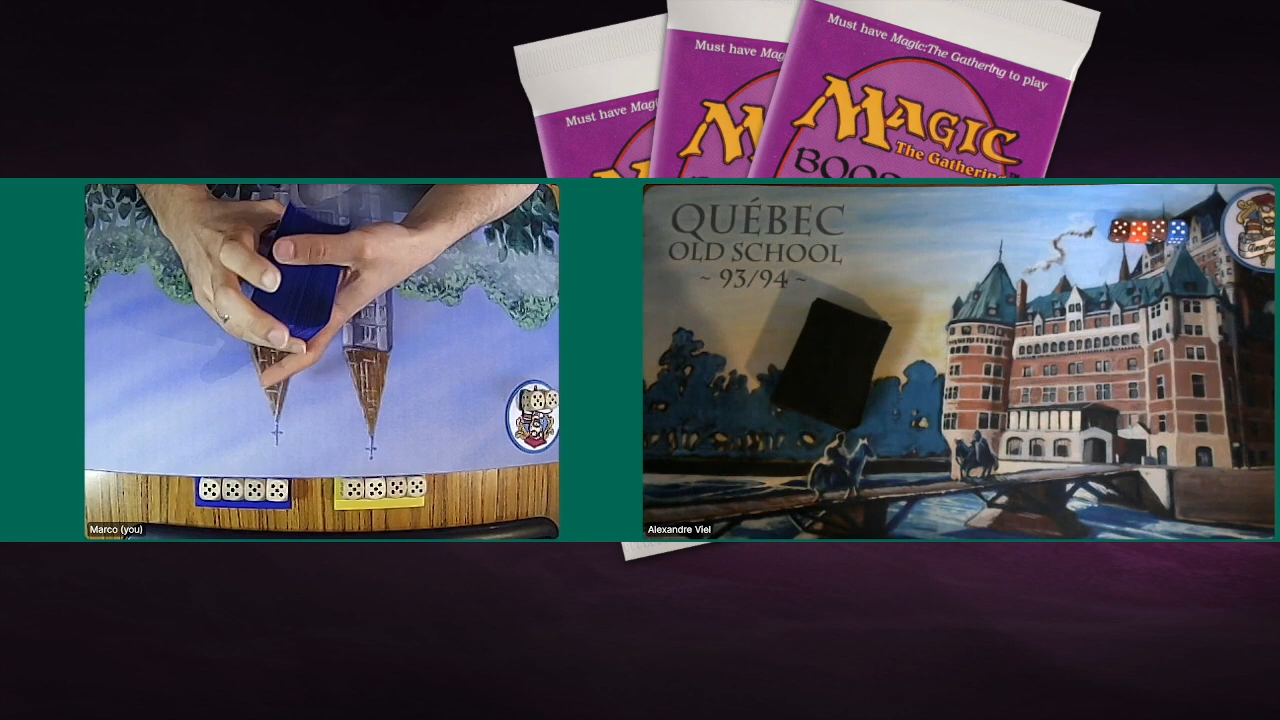 Must have Magic:The Gathering to play
MAGIC
The Gathering
Must have Mag
Must have Magi
QUÉBEC
OLD SCHOOL
~ 93/94 ~
Marco (you)
Alexandre Viel